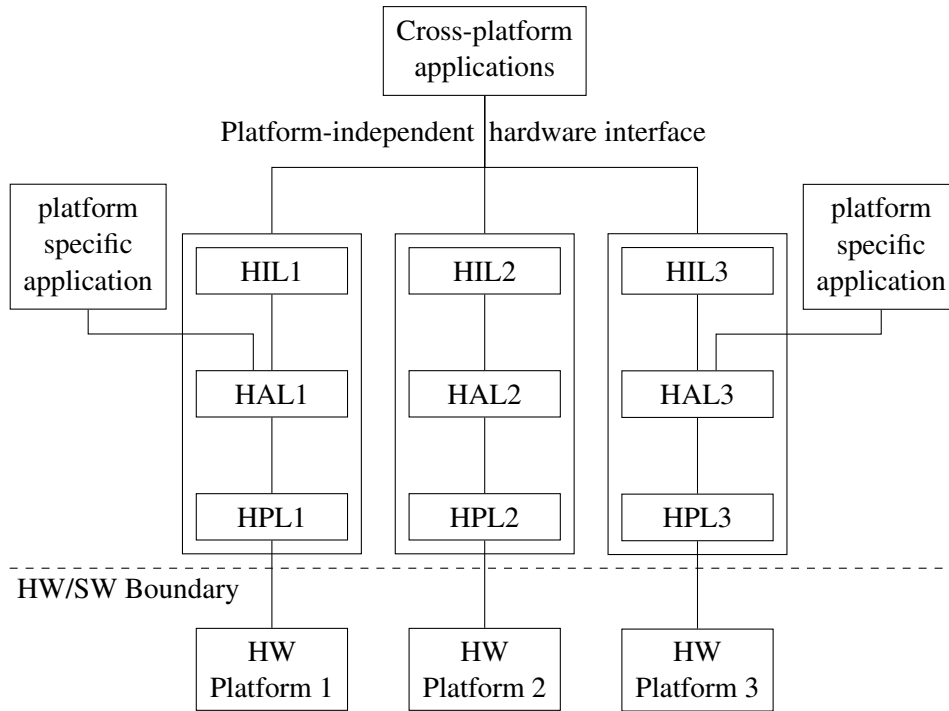 Cross-platform
applications
Platform-independent hardware interface
platform
specific
application
platform
specific
application
HIL1
HIL2
HIL3
HAL1
HAL2
HAL3
HPL1
HPL2
HPL3
HW/SW Boundary
HW
Platform 1
HW
Platform 2
HW
Platform 3